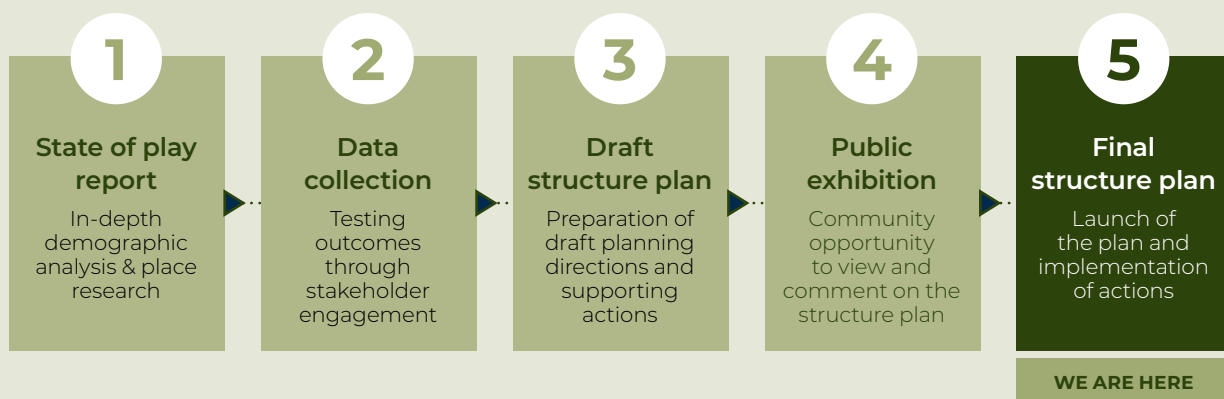 1
State of play
report
In-depth
demographic
analysis & place
research
2
Data
collection
Testing
outcomes
through
stakeholder
engagement
3
Draft
structure plan
Preparation of
draft planning
directions and
supporting
actions
4
Public
exhibition
Community
opportunity
to view and
comment on the
structure plan
5
Final
structure plan
Launch of
the plan and
implementation
of actions
WE ARE HERE